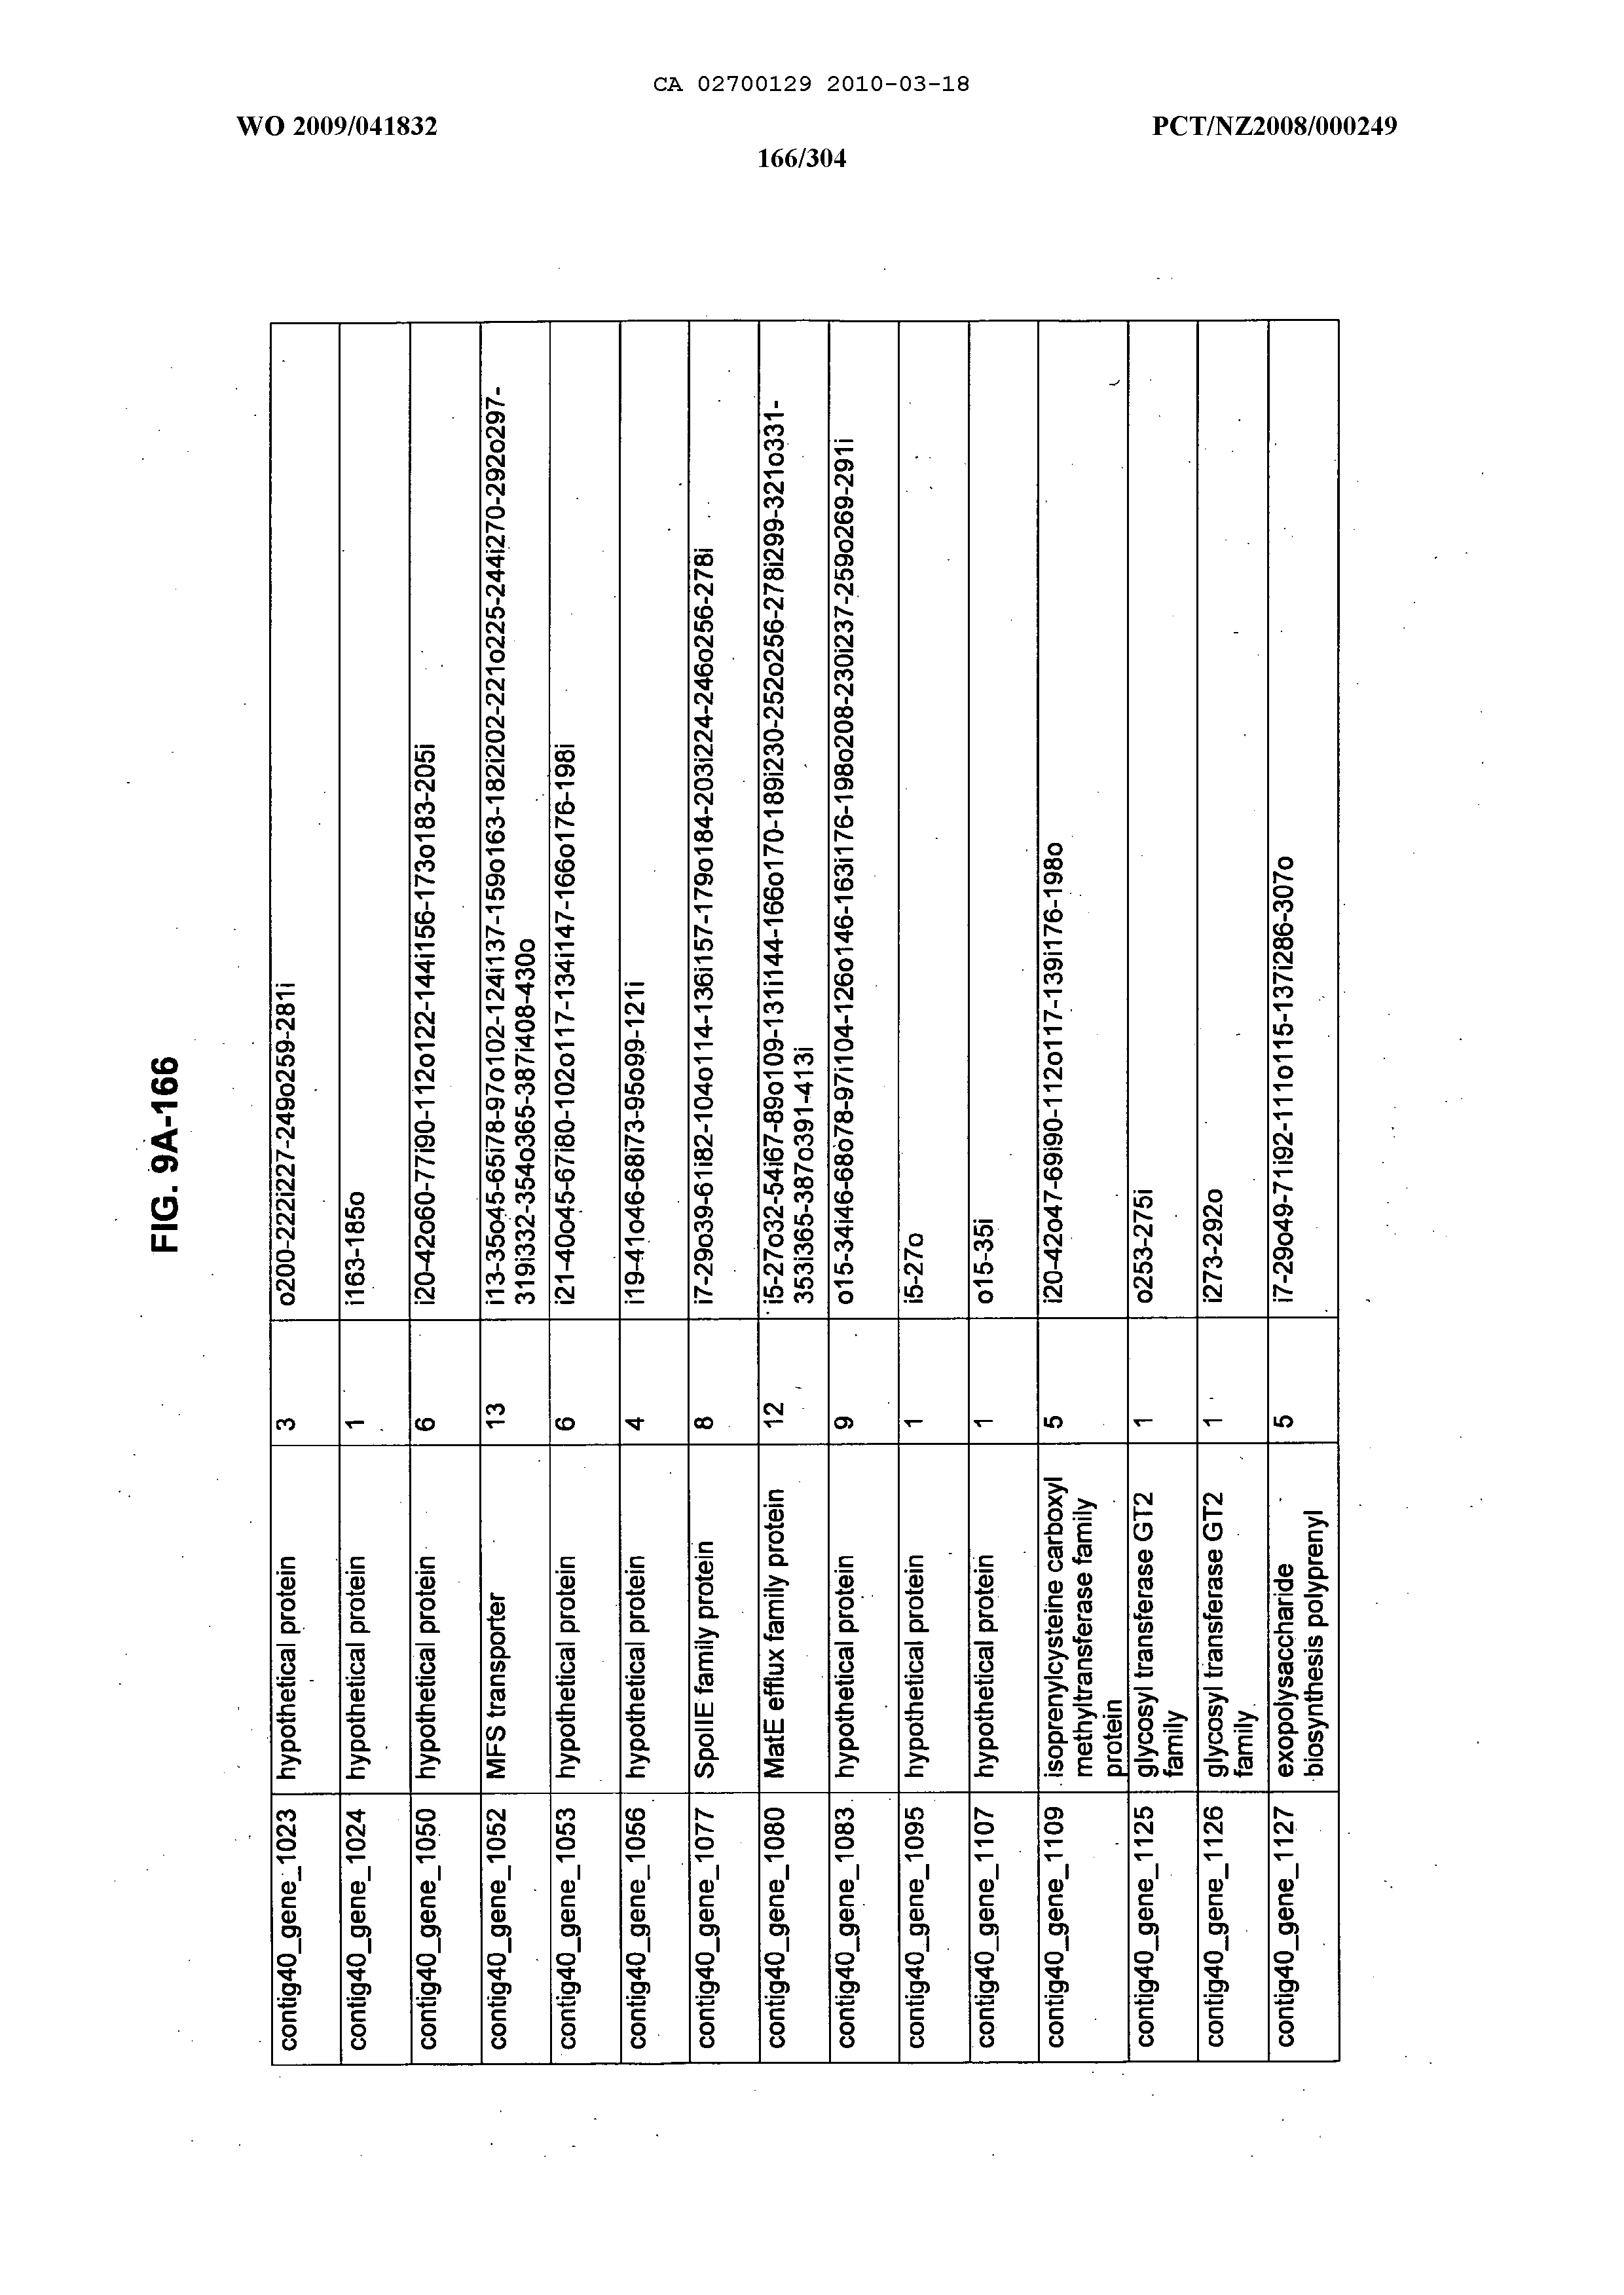 CA 02700129 2010-03-18
WO 2009/041832
PCT/NZ2008/000249
166/304
FIG. 9A-166
contig40_gene_1023 hypothetical protein 3 o200-222i227-249o259-281i
contig40_gene_1024 hypothetical protein 1 i163-185o
contig40_gene_1050 hypothetical protein 6 i20-42o60-77i90-112o122-144i156-173o183-205i
contig40_gene_1052 MFS transporter 13 i13-35o45-65i78-97o102-124i137-159o163-182i202-221o225-244i270-292o297-
319i332-354o365-387i408-430o
contig40_gene_1053 hypothetical protein 6 i21-40o45-67i80-102o117-134i147-166o176-198i
contig40_gene_1056 hypothetical protein 4 i19-41o46-68i73-95o99-121i
contig40_gene_1077 SpoIIE family protein 8 i7-29o39-61i82-104o114-136i157-179o184-203i224-246o256-278i
contig40_gene_1080 MatE efflux family protein 12 i5-27o32-54i67-89o109-131i144-166o170-189i230-252o256-278i299-321o331-
353i365-387o391-413i
contig40_gene_1083 hypothetical protein 9 o15-34i46-68o78-97i104-126o146-163i176-198o208-230i237-259o269-291i
contig40_gene_1095 hypothetical protein 1 i5-27o
contig40_gene_1107 hypothetical protein 1 o15-35i
contig40_gene_1109 isoprenylcysteine carboxyl 5 i20-42o47-69i90-112o117-139i176-198o
methyltransferase family
protein
contig40_gene_1125 glycosyl transferase GT2 1 o253-275i
family
contig40_gene_1126 glycosyl transferase GT2 1 i273-292o
family
contig40_gene_1127 exopolysaccharide 5 i7-29o49-71i92-111o115-137i286-307o
biosynthesis polyprenyl